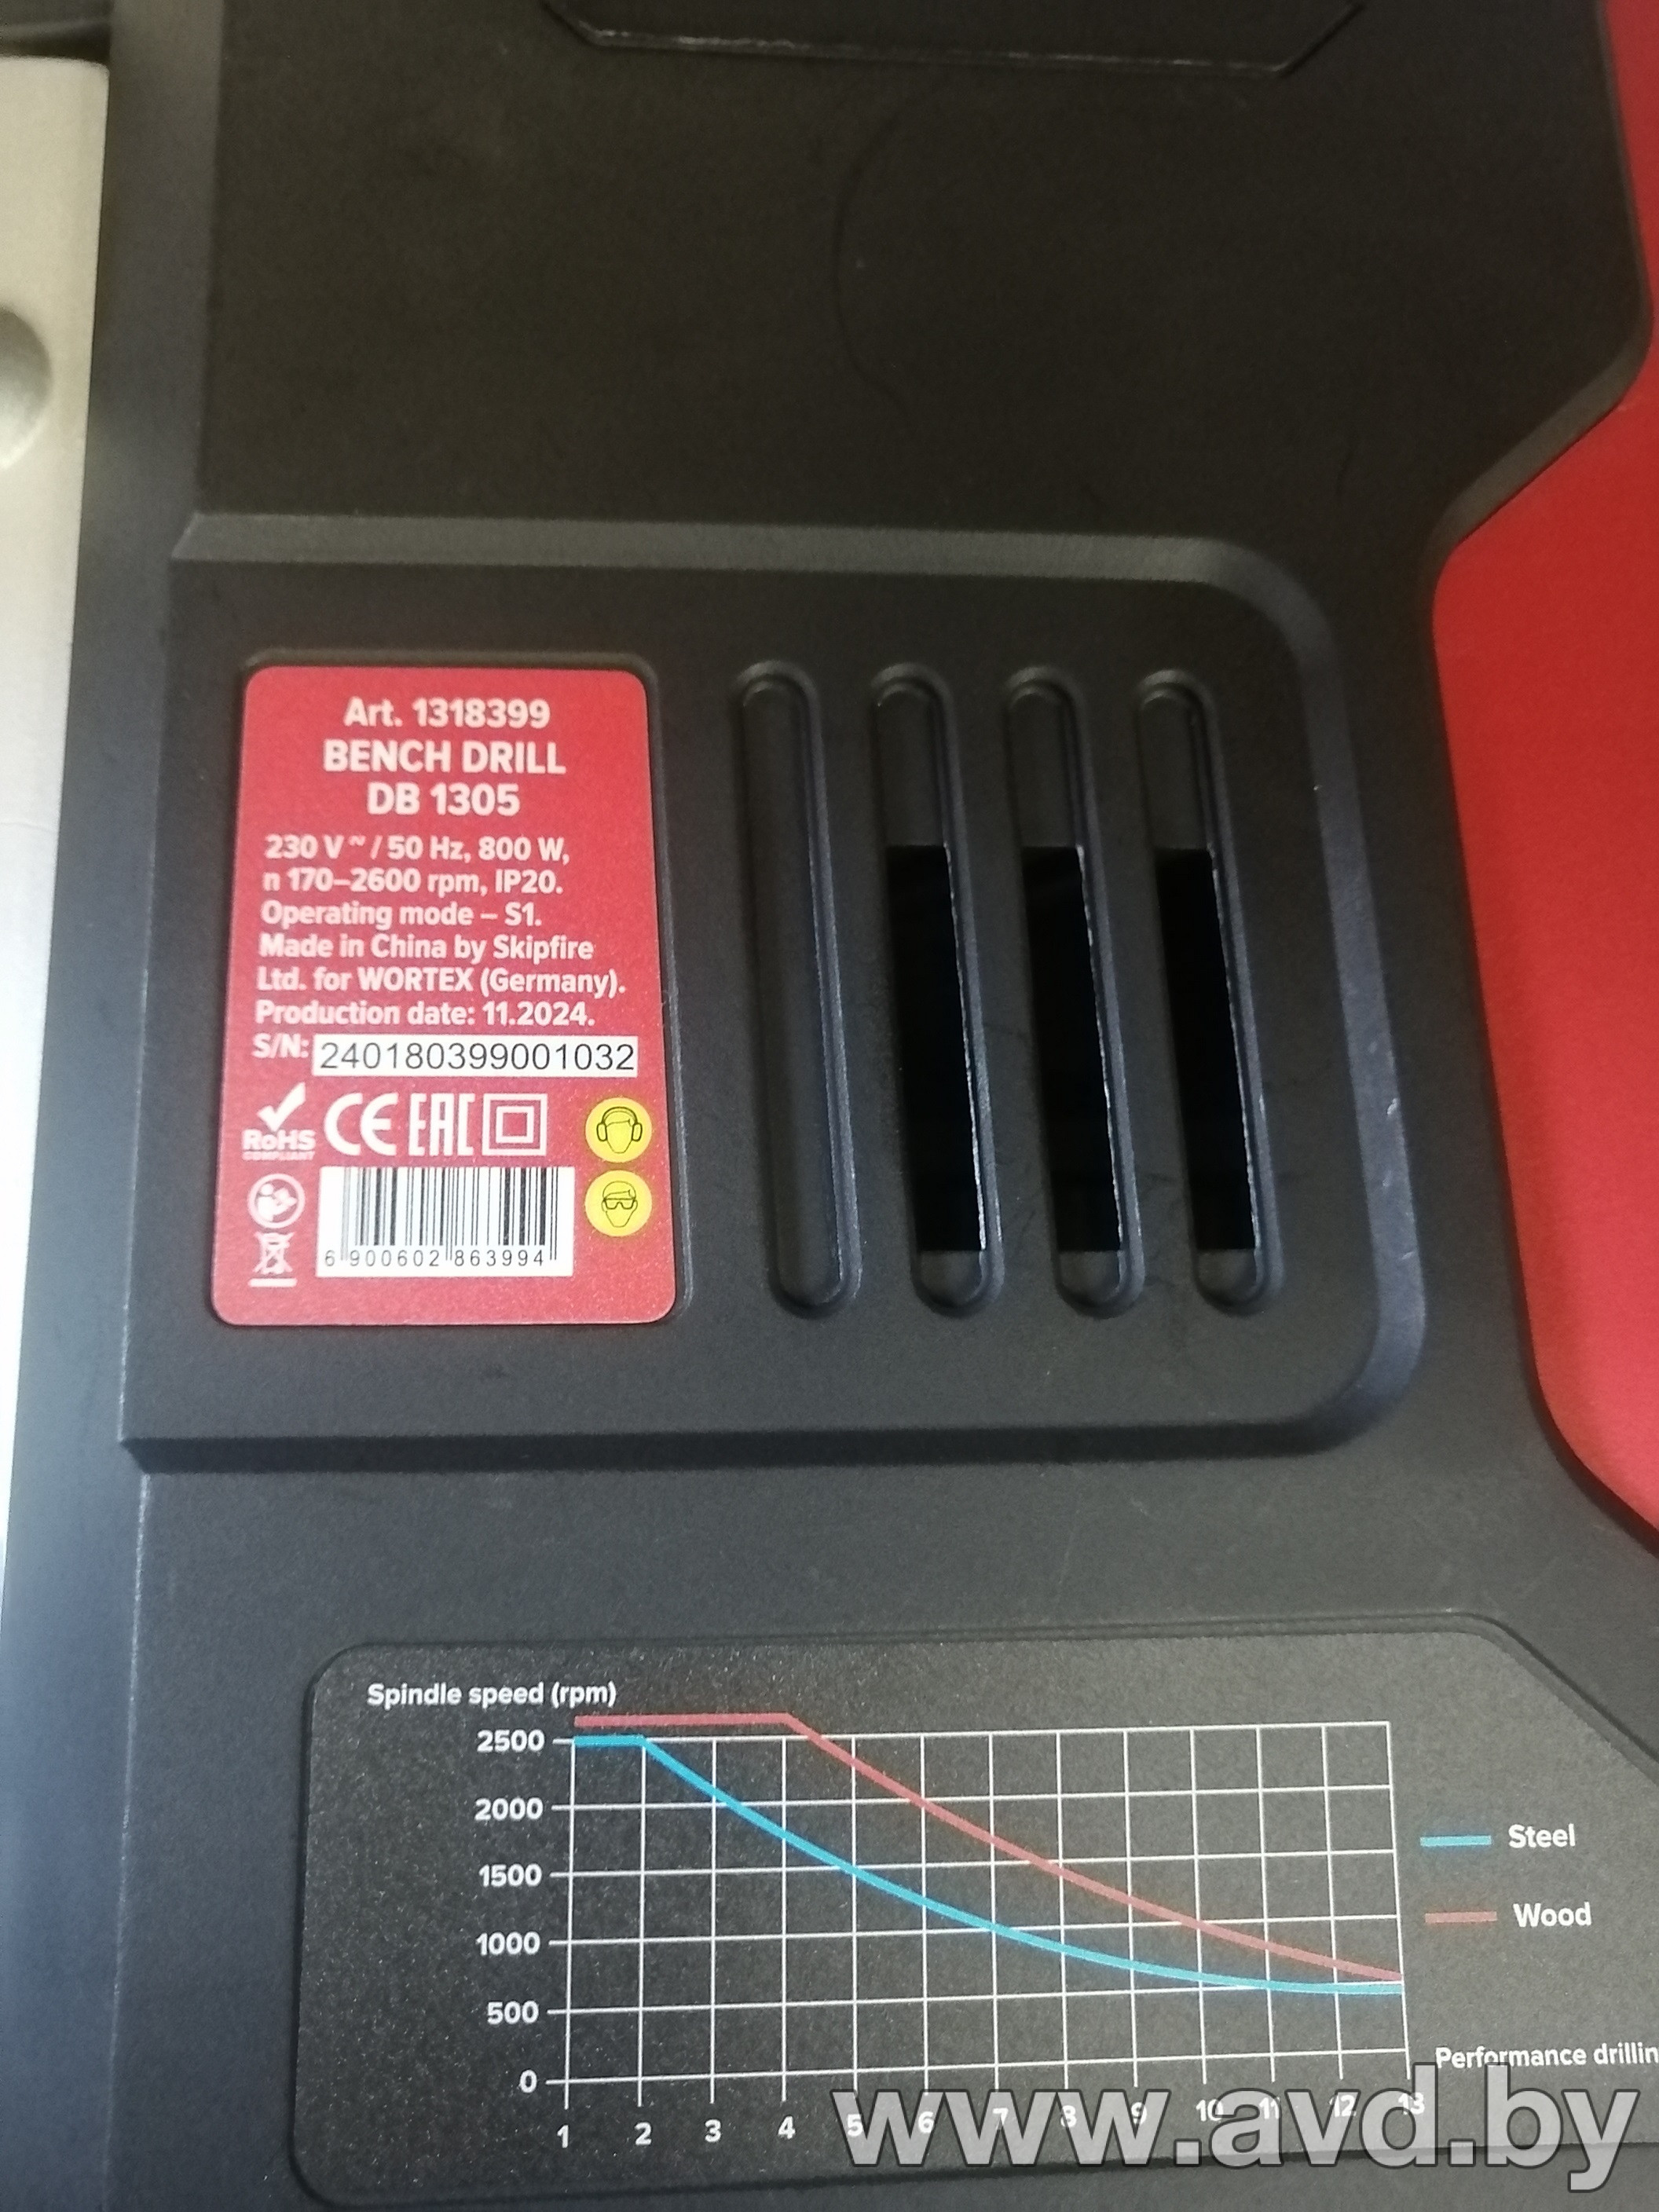 Art. 1318399
BENCH DRILL
DB 1305
230 V ~ / 50 Hz, 800 W,
n 170–2600 rpm, IP20.
Operating mode – S1.
Made in China by Skipfire
Ltd. for WORTEX (Germany).
Production date: 11.2024.
S/N: 240180399001032
RoHS
COMPLIANT
CE EAC
6 900602 863994
Spindle speed (rpm)
2500
2000
1500
1000
500
0
1 2 3 4 5 6 7 8 9 10 11 12 13
Steel
Wood
Performance drillin
www.avd.by